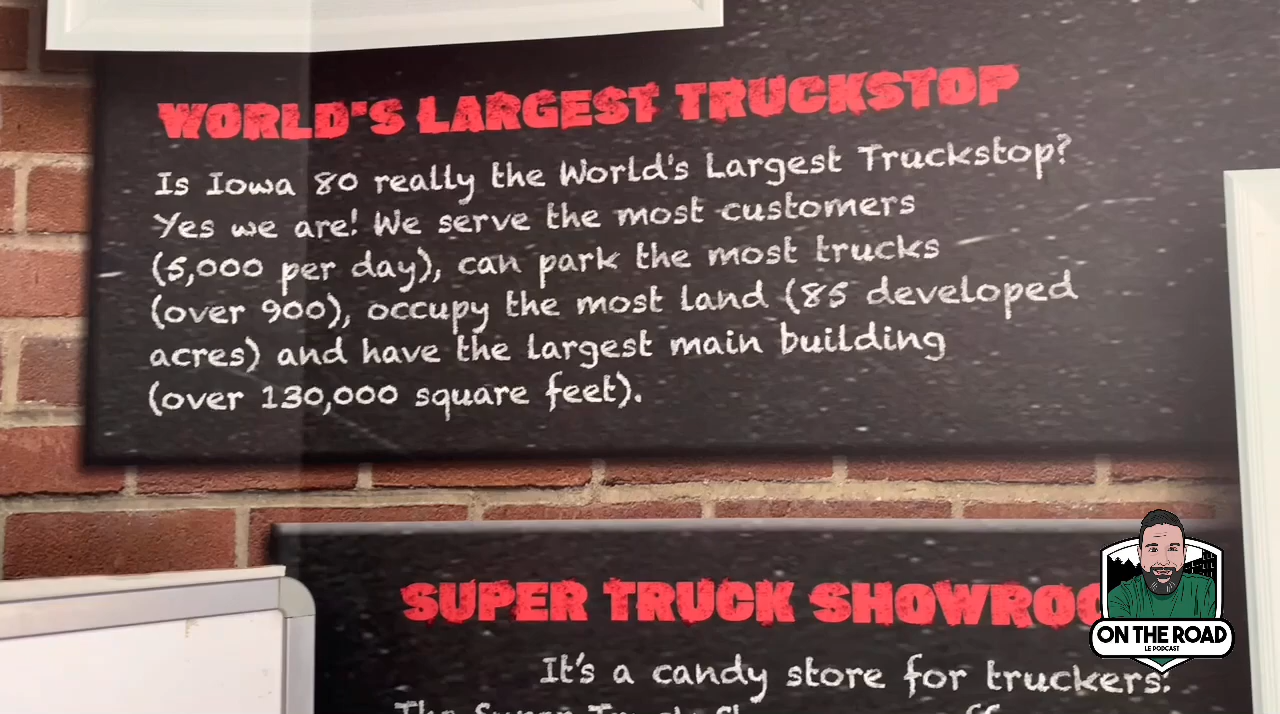 WORLD'S LARGEST TRUCKSTOP
Is Iowa 80 really the World's Largest Truckstop?
Yes we are! We serve the most customers
(5,000 per day), can park the most trucks
(over 900), occupy the most land (85 developed
acres) and have the largest main building
(over 130,000 square feet).
SUPER TRUCK
It's a candy store for truckers:
The Super Truck
ON THE ROAD
LE PODCAST